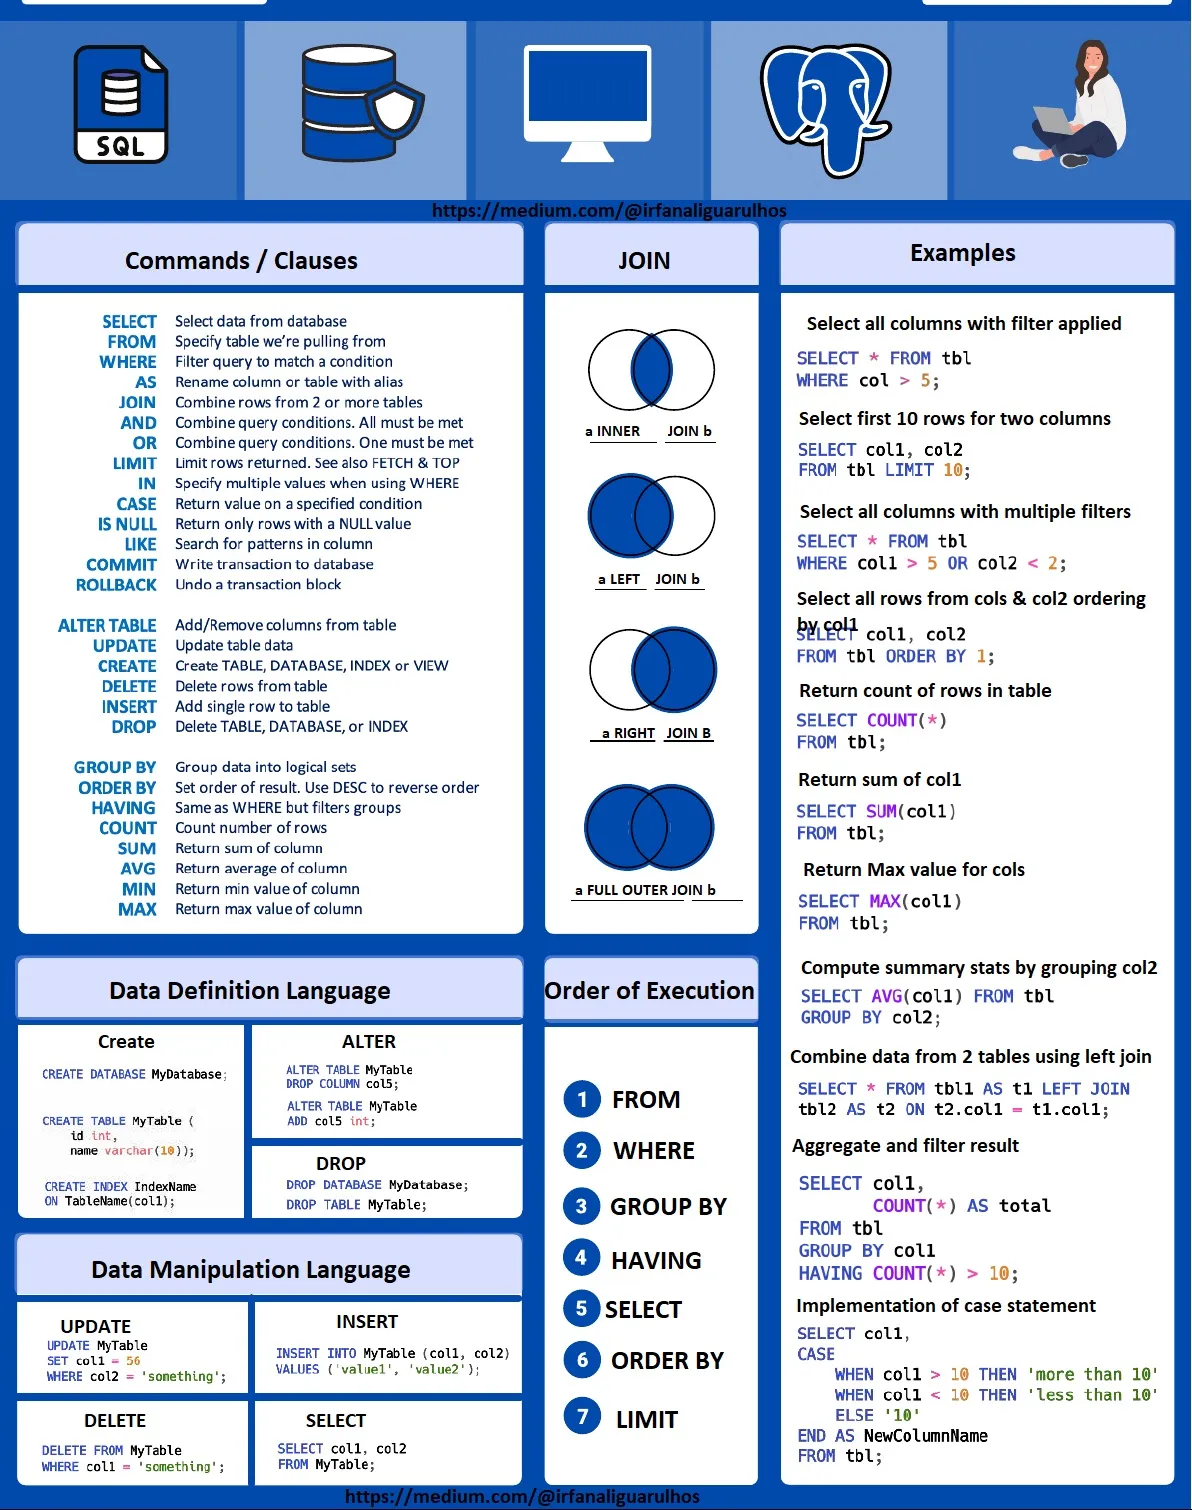 SQL
https://medium.com/@irfanaliguarulhos
Commands / Clauses
SELECT Select data from database
FROM Specify table we're pulling from
WHERE Filter query to match a condition
AS Rename column or table with alias
JOIN Combine rows from 2 or more tables
AND Combine query conditions. All must be met
OR Combine query conditions. One must be met
LIMIT Limit rows returned. See also FETCH & TOP
IN Specify multiple values when using WHERE
CASE Return value on a specified condition
IS NULL Return only rows with a NULL value
LIKE Search for patterns in column
COMMIT Write transaction to database
ROLLBACK Undo a transaction block
ALTER TABLE Add/Remove columns from table
UPDATE Update table data
CREATE Create TABLE, DATABASE, INDEX or VIEW
DELETE Delete rows from table
INSERT Add single row to table
DROP Delete TABLE, DATABASE, or INDEX
GROUP BY Group data into logical sets
ORDER BY Set order of result. Use DESC to reverse order
HAVING Same as WHERE but filters groups
COUNT Count number of rows
SUM Return sum of column
AVG Return average of column
MIN Return min value of column
MAX Return max value of column
JOIN
a INNER JOIN b
a LEFT JOIN b
a RIGHT JOIN B
a FULL OUTER JOIN b
Examples
Select all columns with filter applied
SELECT * FROM tbl
WHERE col > 5;
Select first 10 rows for two columns
SELECT col1, col2
FROM tbl LIMIT 10;
Select all columns with multiple filters
SELECT * FROM tbl
WHERE col1 > 5 OR col2 < 2;
Select all rows from cols & col2 ordering
by col1
SELECT col1, col2
FROM tbl ORDER BY 1;
Return count of rows in table
SELECT COUNT(*)
FROM tbl;
Return sum of col1
SELECT SUM(col1)
FROM tbl;
Return Max value for cols
SELECT MAX(col1)
FROM tbl;
Compute summary stats by grouping col2
SELECT AVG(col1) FROM tbl
GROUP BY col2;
Combine data from 2 tables using left join
SELECT * FROM tbl1 AS t1 LEFT JOIN
tbl2 AS t2 ON t2.col1 = t1.col1;
Aggregate and filter result
SELECT col1,
COUNT(*) AS total
FROM tbl
GROUP BY col1
HAVING COUNT(*) > 10;
Implementation of case statement
SELECT col1,
CASE
WHEN col1 > 10 THEN 'more than 10'
WHEN col1 < 10 THEN 'less than 10'
ELSE '10'
END AS NewColumnName
FROM tbl;
Data Definition Language
Create
CREATE DATABASE MyDatabase;
CREATE TABLE MyTable (
id int,
name varchar(10));
CREATE INDEX IndexName
ON TableName(col1);
ALTER
ALTER TABLE MyTable
DROP COLUMN col5;
ALTER TABLE MyTable
ADD col5 int;
DROP
DROP DATABASE MyDatabase;
DROP TABLE MyTable;
Data Manipulation Language
UPDATE
UPDATE MyTable
SET col1 = 56
WHERE col2 = 'something';
INSERT
INSERT INTO MyTable (col1, col2)
VALUES ('value1', 'value2');
DELETE
DELETE FROM MyTable
WHERE col1 = 'something';
SELECT
SELECT col1, col2
FROM MyTable;
Order of Execution
1 FROM
2 WHERE
3 GROUP BY
4 HAVING
5 SELECT
6 ORDER BY
7 LIMIT
https://medium.com/@irfanaliguarulhos